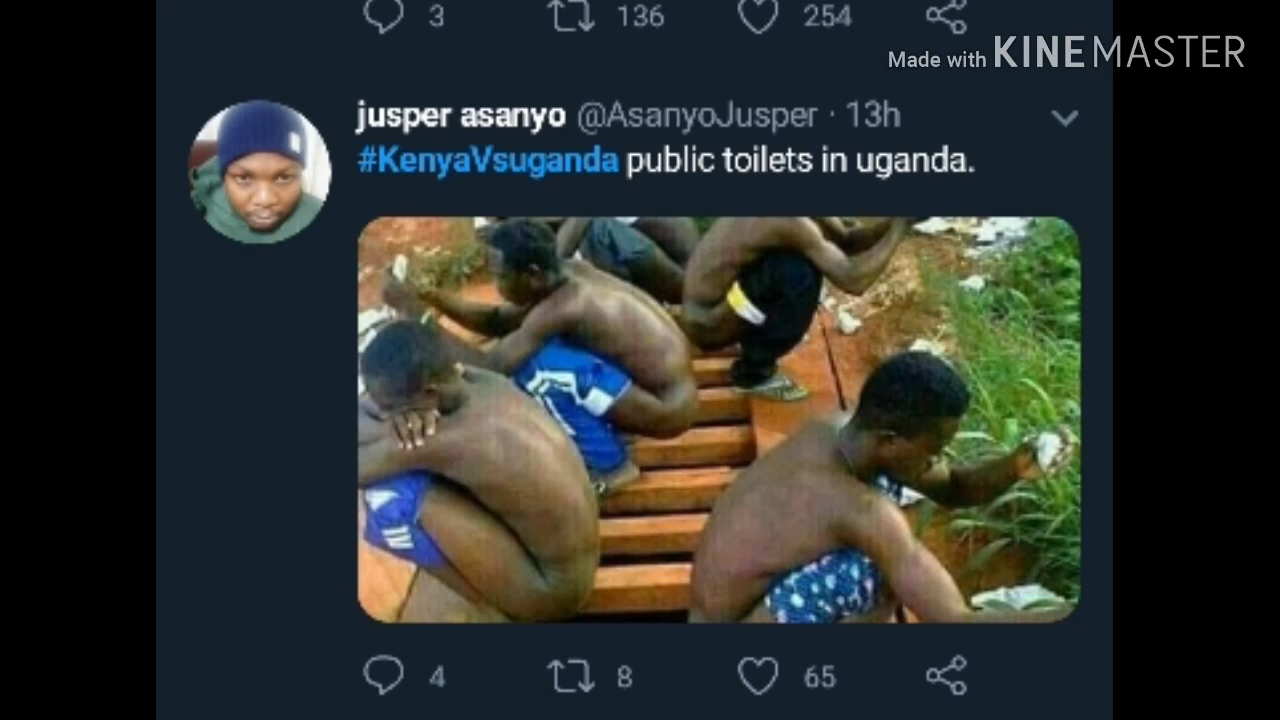 3 136 254
Made with KINEMASTER
jusper asanyo @AsanyoJusper · 13h
#KenyaVsuganda public toilets in uganda.
4 8 65